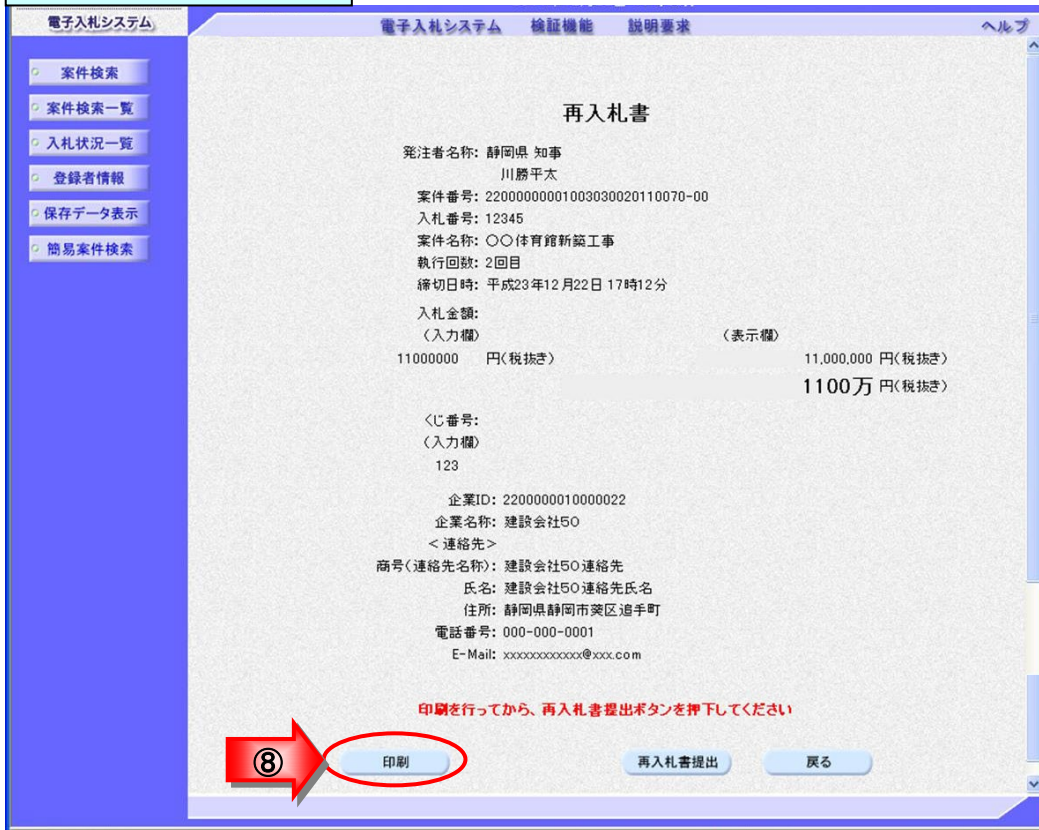 電子入札システム
電子入札システム 検証機能 説明要求 ヘルプ
案件検索
案件検索一覧
入札状況一覧
登録者情報
保存データ表示
簡易案件検索
再入札書
発注者名称: 静岡県 知事
川勝平太
案件番号: 2200000000100303020110070-00
入札番号: 12345
案件名称: 〇〇体育館新築工事
執行回数: 2回目
締切日時: 平成23年12月22日 17時12分
入札金額:
(入力欄) (表示欄)
11000000 円(税抜き) 11,000,000 円(税抜き)
1100万 円(税抜き)
くじ番号:
(入力欄)
123
企業ID: 2200000010000022
企業名称: 建設会社50
<連絡先>
商号(連絡先名称): 建設会社50連絡先
氏名: 建設会社50連絡先氏名
住所: 静岡県静岡市葵区追手町
電話番号: 000-000-0001
E-Mail: xxxxxxxxxxxx@xxx.com
印刷を行ってから、再入札書提出ボタンを押下してください
⑧ 印刷 再入札書提出 戻る